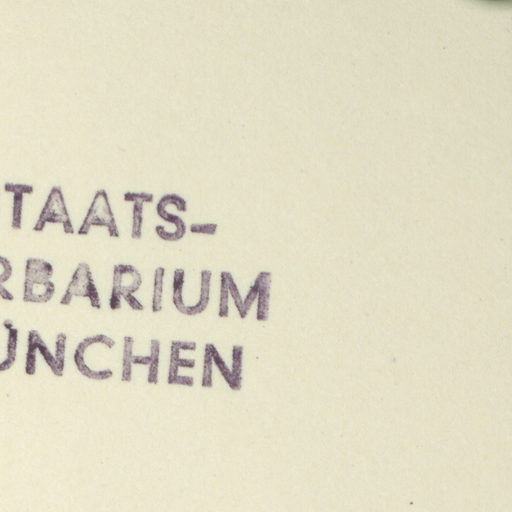 TAATS-
RBARIUM
ÜNCHEN